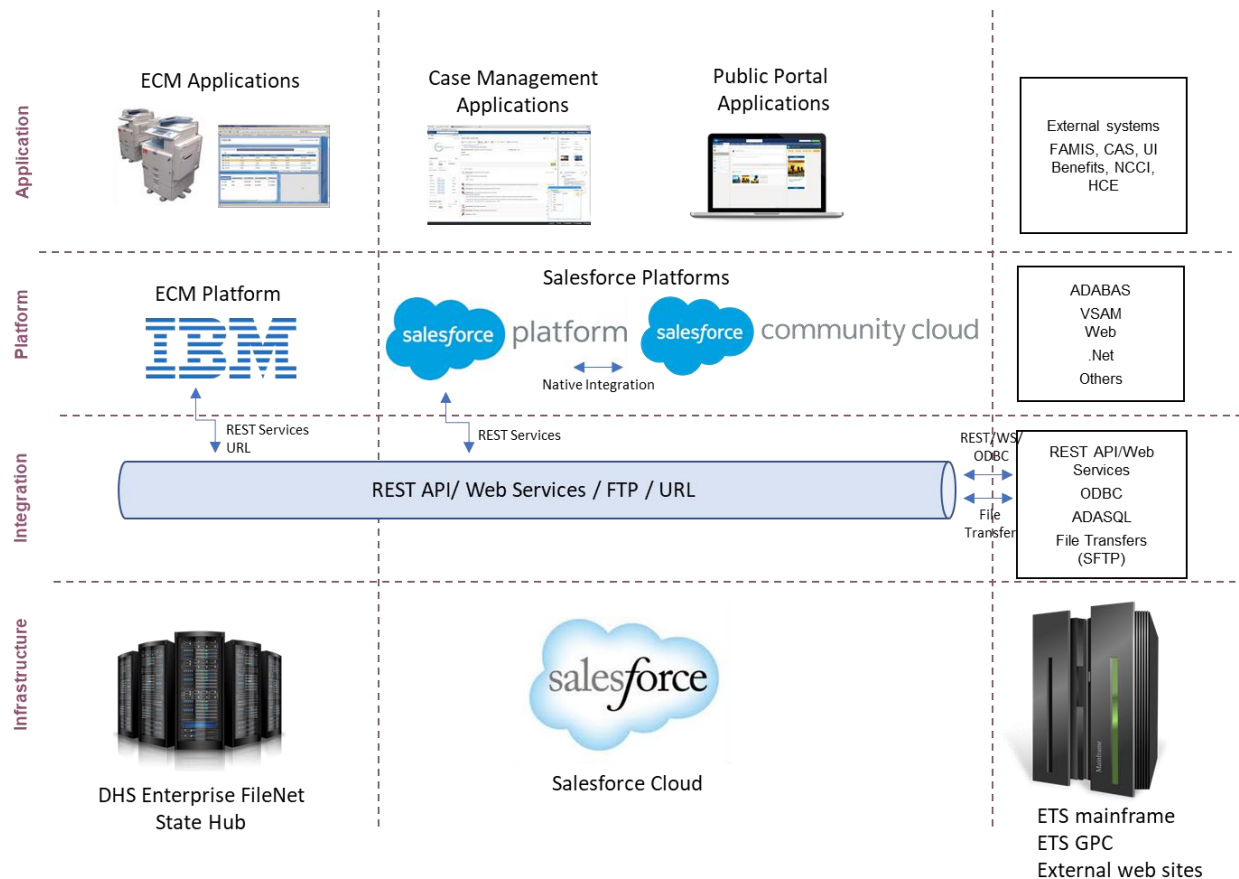 Application
ECM Applications
Case Management
Applications
Public Portal
Applications
External systems
FAMIS, CAS, UI
Benefits, NCCI,
HCE
Platform
ECM Platform
IBM
Salesforce Platforms
salesforce platform
salesforce community cloud
Native Integration
ADABAS
VSAM
Web
.Net
Others
REST Services
URL
REST Services
Integration
REST API/ Web Services / FTP / URL
REST/WS/
ODBC
File
Transfer
REST API/Web
Services
ODBC
ADASQL
File Transfers
(SFTP)
Infrastructure
DHS Enterprise FileNet
State Hub
salesforce
Salesforce Cloud
Mainframe
ETS mainframe
ETS GPC
External web sites